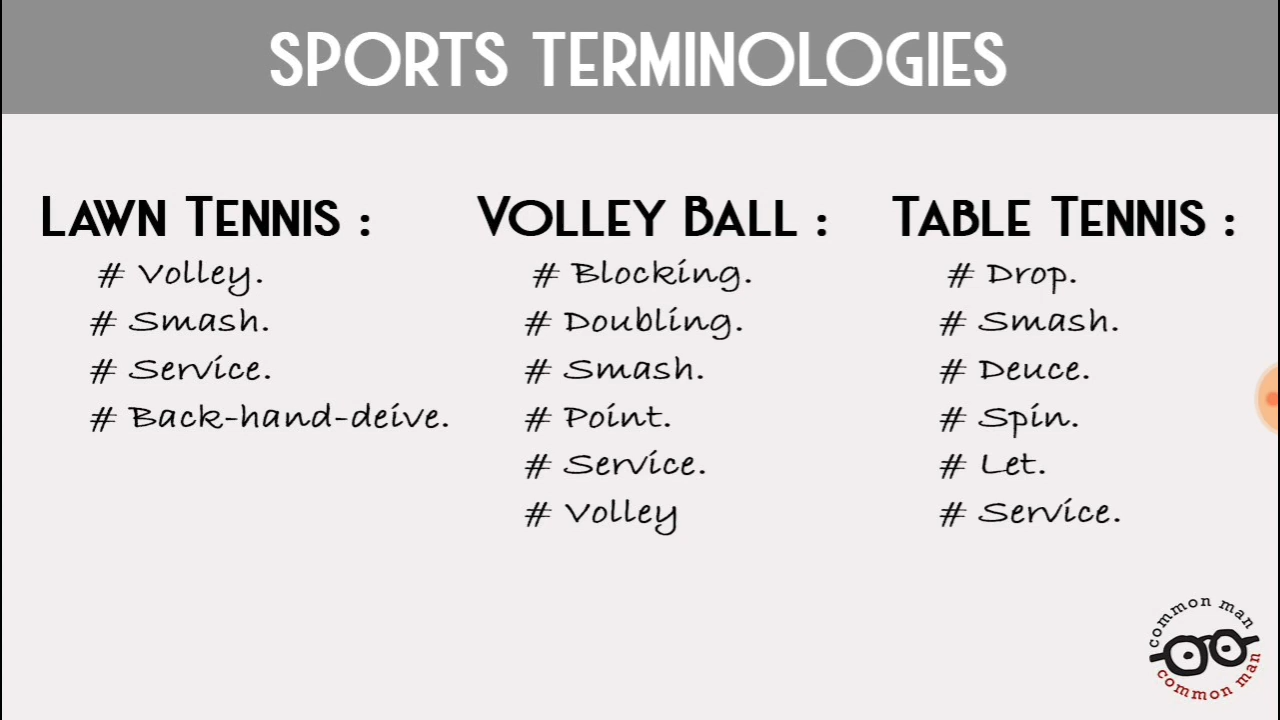 SPORTS TERMINOLOGIES
LAWN TENNIS :
# Volley.
# Smash.
# Service.
# Back-hand-deive.
VOLLEY BALL :
# Blocking.
# Doubling.
# Smash.
# Point.
# Service.
# Volley
TABLE TENNIS :
# Drop.
# Smash.
# Deuce.
# Spin.
# Let.
# Service.
common man
common man